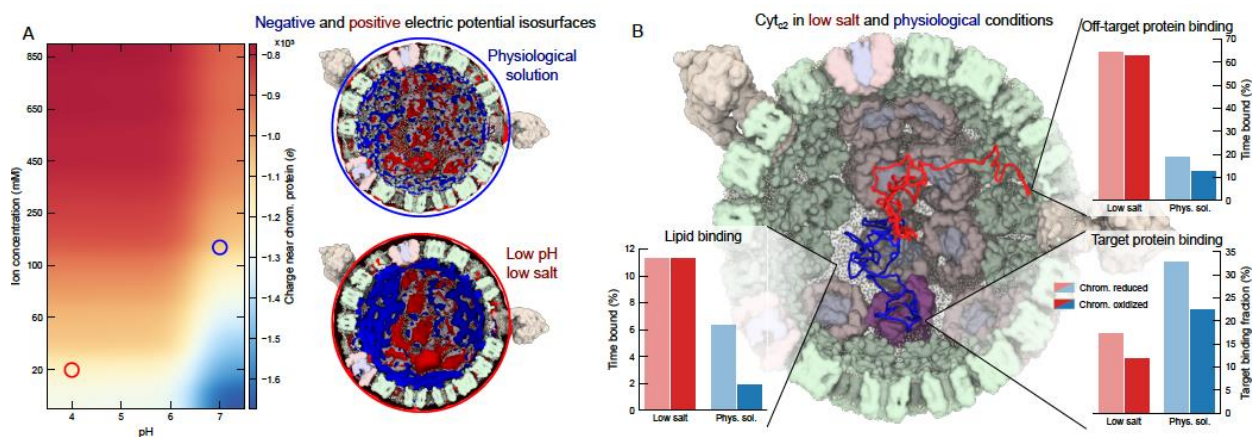 A
Negative and positive electric potential isosurfaces
×10³
850
650
450
250
100
60
20
Ion concentration (mM)
4
5
6
7
pH
−0.8
−0.9
−1.0
−1.1
−1.2
−1.3
−1.4
−1.5
−1.6
Charge near chrom. protein (e)
Physiological
solution
Low pH
low salt
B
Cytc2 in low salt and physiological conditions
Off-target protein binding
70
60
50
40
30
20
10
0
Time bound (%)
Low salt
Phys. sol.
Lipid binding
12
10
8
6
4
2
0
Time bound (%)
Low salt
Phys. sol.
Target protein binding
Chrom. reduced
Chrom. oxidized
35
30
25
20
15
10
5
0
Target binding fraction (%)
Low salt
Phys. sol.